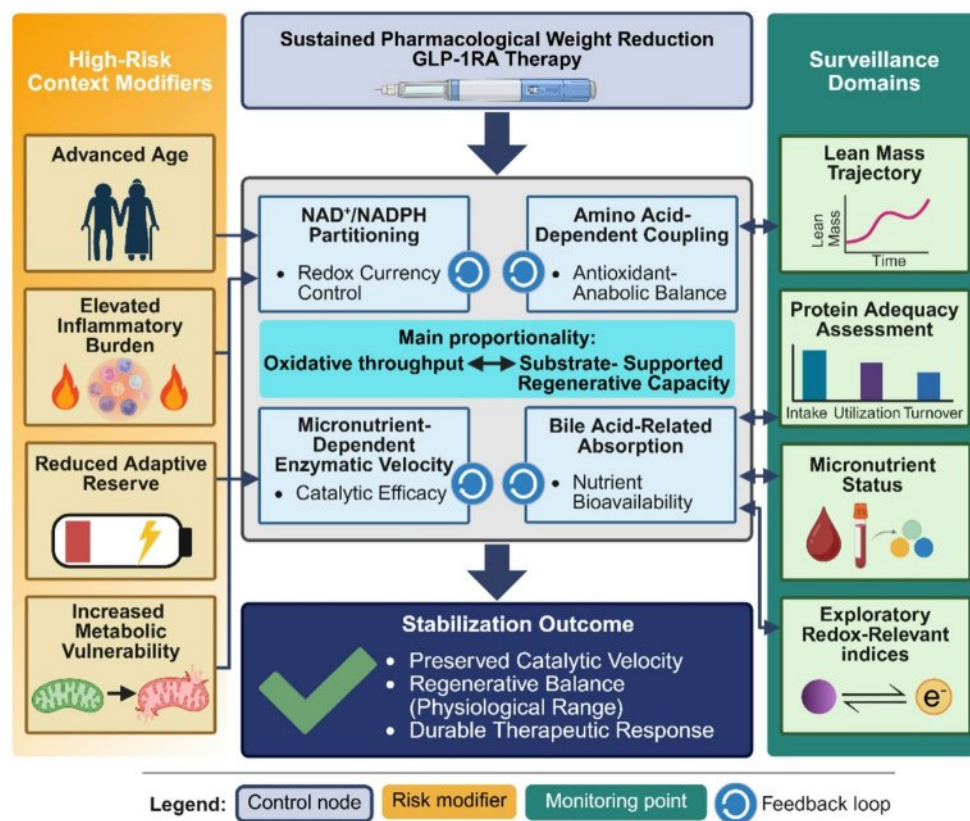 Sustained Pharmacological Weight Reduction
GLP-1RA Therapy
High-Risk
Context Modifiers
Advanced Age
Elevated
Inflammatory
Burden
Reduced Adaptive
Reserve
Increased
Metabolic
Vulnerability
NAD⁺/NADPH
Partitioning
• Redox Currency
Control
Amino Acid-
Dependent Coupling
• Antioxidant-
Anabolic Balance
Main proportionality:
Oxidative throughput
Substrate- Supported
Regenerative Capacity
Micronutrient-
Dependent
Enzymatic Velocity
• Catalytic Efficacy
Bile Acid-Related
Absorption
• Nutrient
Bioavailability
Stabilization Outcome
• Preserved Catalytic Velocity
• Regenerative Balance
(Physiological Range)
• Durable Therapeutic Response
Surveillance
Domains
Lean Mass
Trajectory
Lean
Mass
Time
Protein Adequacy
Assessment
Intake Utilization Turnover
Micronutrient
Status
Exploratory
Redox-Relevant
indices
e⁻
Legend: Control node Risk modifier Monitoring point Feedback loop